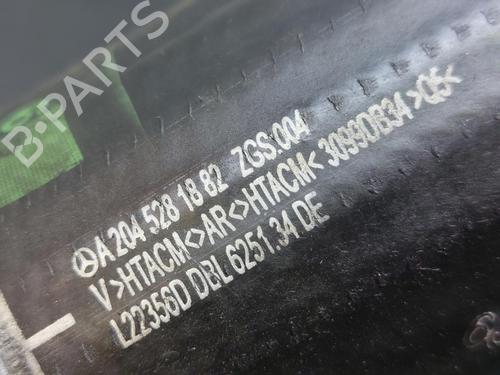 B-PARTS
A 204 528 18 82 ZGS.004
V>HTACM<>AR<>HTACM<3099DB34>Q5<
L22356D DBL 6251.34 DE